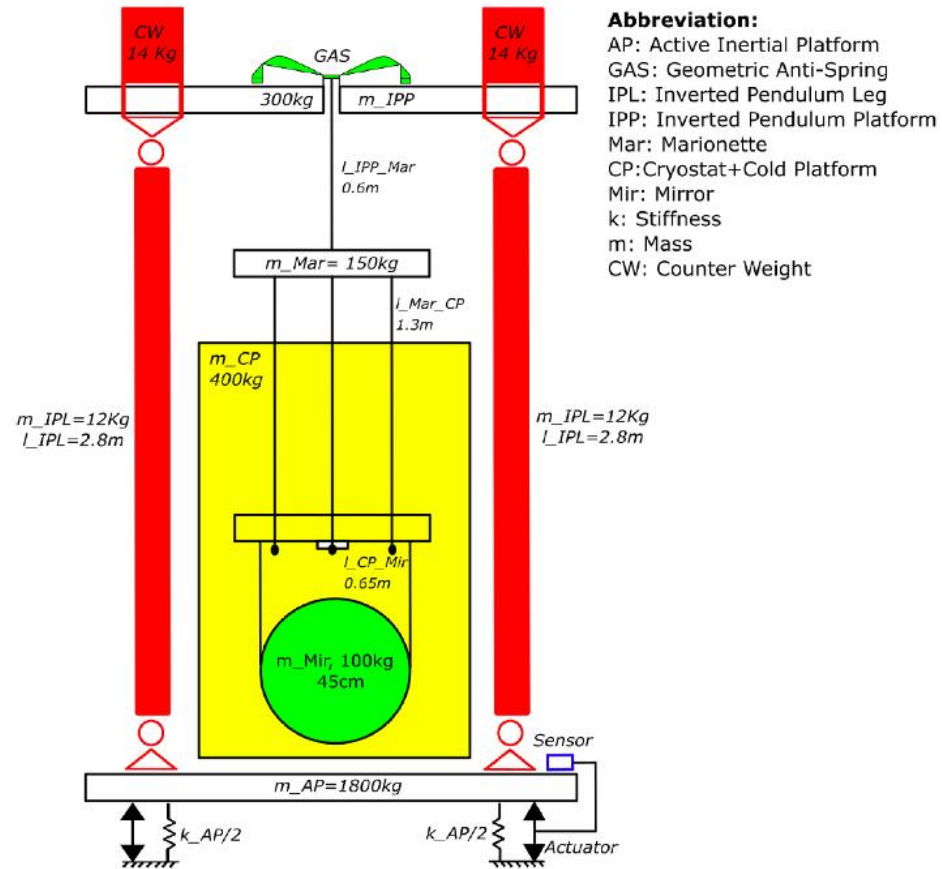 CW
14 Kg
GAS
CW
14 Kg
300kg
m_IPP
l_IPP_Mar
0.6m
m_Mar= 150kg
l_Mar_CP
1.3m
m_CP
400kg
m_IPL=12Kg
l_IPL=2.8m
m_IPL=12Kg
l_IPL=2.8m
l_CP_Mir
0.65m
m_Mir, 100kg
45cm
Sensor
m_AP=1800kg
k_AP/2
k_AP/2
Actuator
Abbreviation:
AP: Active Inertial Platform
GAS: Geometric Anti-Spring
IPL: Inverted Pendulum Leg
IPP: Inverted Pendulum Platform
Mar: Marionette
CP:Cryostat+Cold Platform
Mir: Mirror
k: Stiffness
m: Mass
CW: Counter Weight